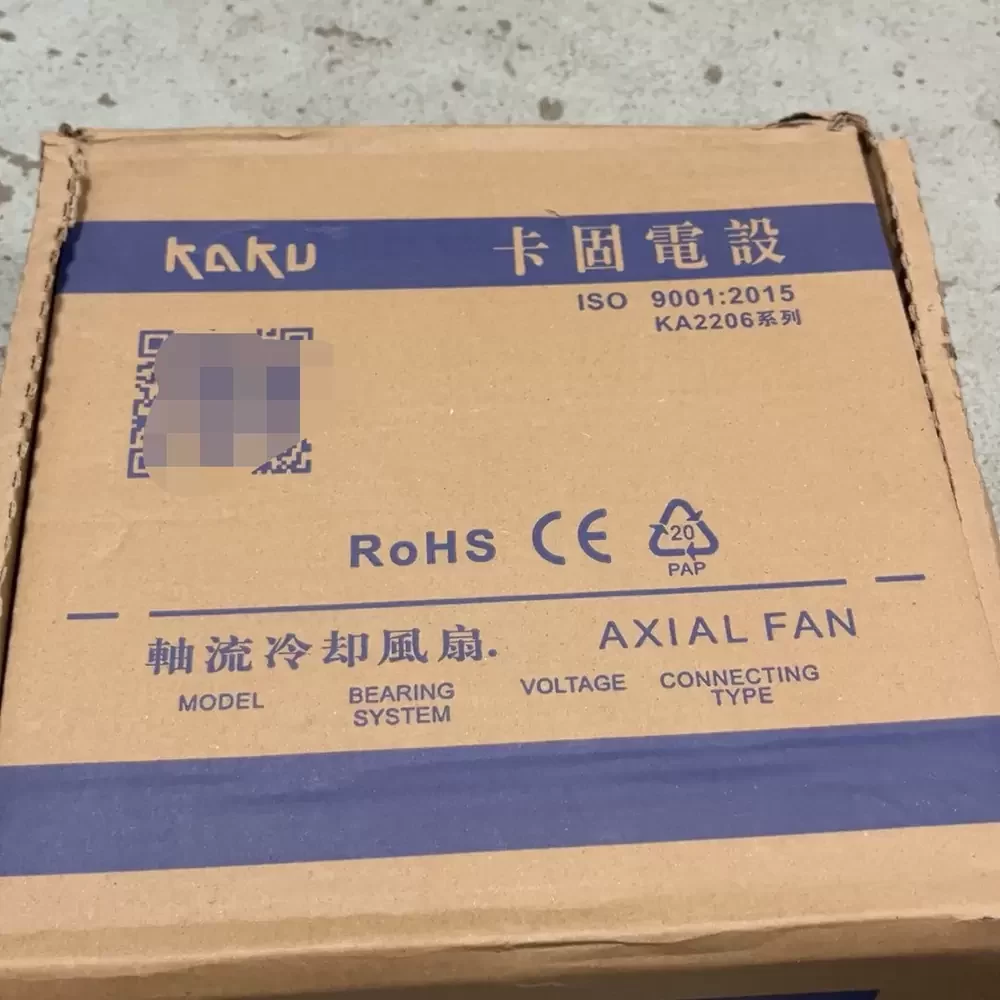 KAKU 卡固電設
ISO 9001:2015
KA2206系列
RoHS CE 20
PAP
軸流冷却風扇. AXIAL FAN
MODEL BEARING SYSTEM VOLTAGE CONNECTING TYPE